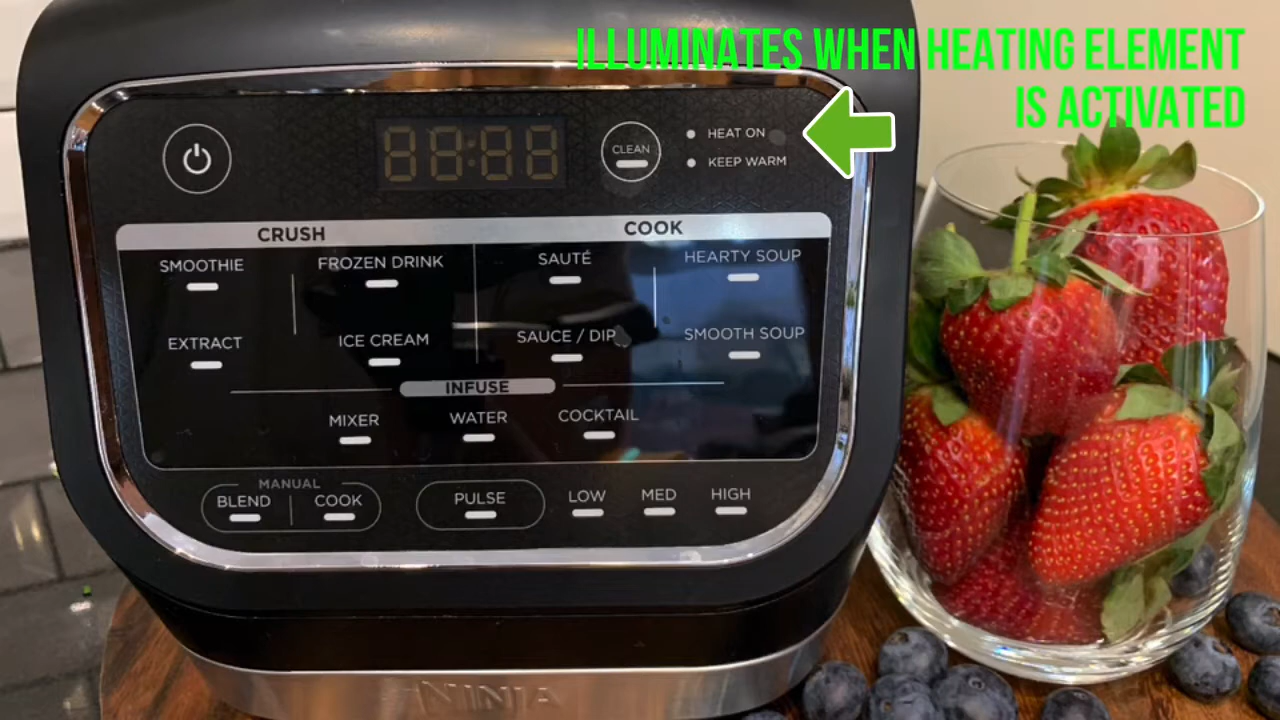 ILLUMINATES WHEN HEATING ELEMENT
IS ACTIVATED
88:88
CLEAN
HEAT ON
KEEP WARM
CRUSH
COOK
SMOOTHIE
FROZEN DRINK
SAUTÉ
HEARTY SOUP
EXTRACT
ICE CREAM
SAUCE / DIP
SMOOTH SOUP
INFUSE
MIXER
WATER
COCKTAIL
MANUAL
BLEND
COOK
PULSE
LOW
MED
HIGH
NINJA